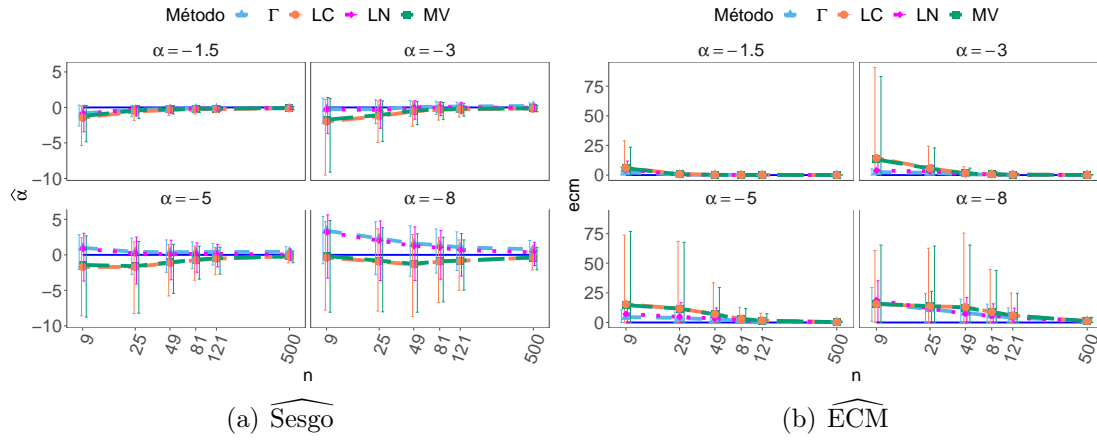 Método Γ LC LN MV
α = −1.5 α = −3
5
0
−5
−10
α̂
α = −5 α = −8
5
0
−5
−10
9 25 49 81 121 500 9 25 49 81 121 500
n
(a) \widehat{Sesgo}
Método Γ LC LN MV
α = −1.5 α = −3
75
50
25
0
ecm
α = −5 α = −8
75
50
25
0
9 25 49 81 121 500 9 25 49 81 121 500
n
(b) \widehat{ECM}